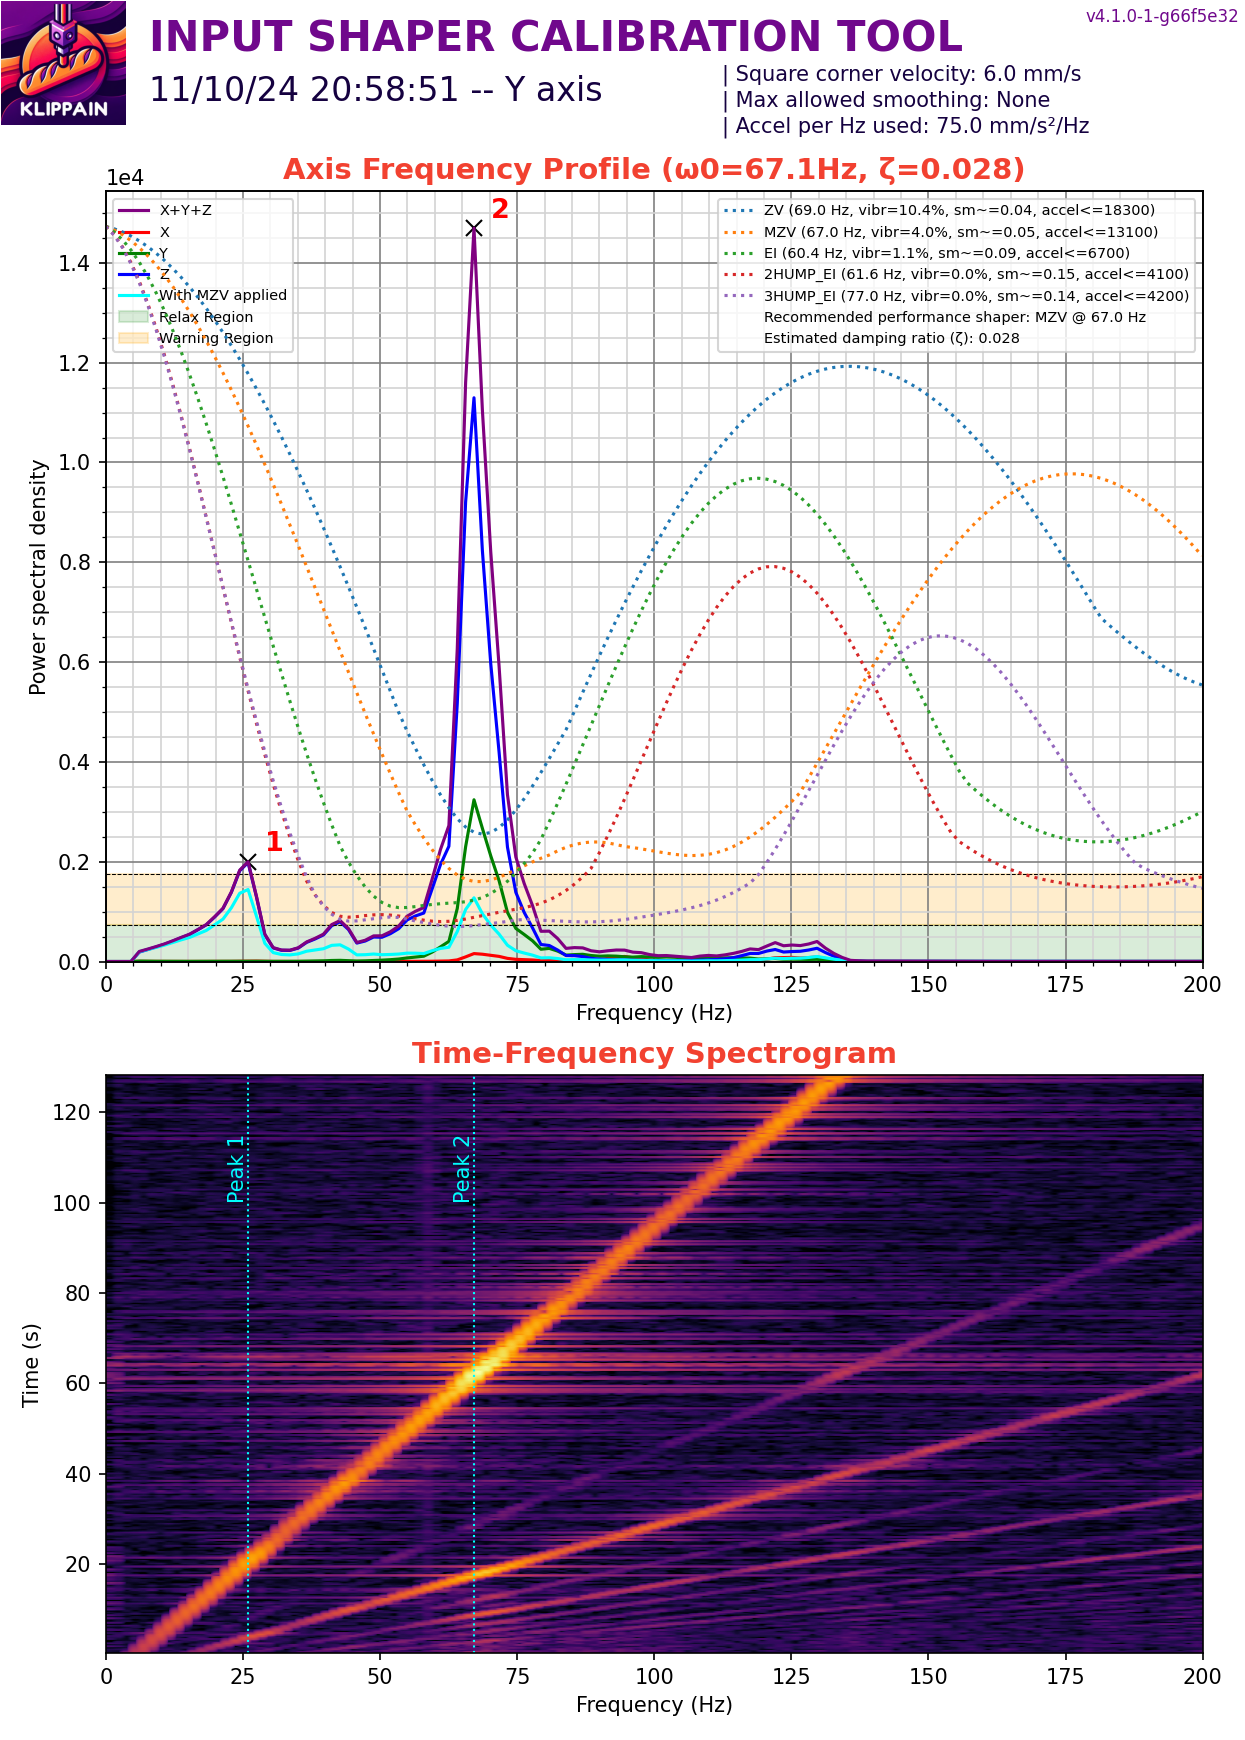 v4.1.0-1-g66f5e32
INPUT SHAPER CALIBRATION TOOL
KLIPPAIN
11/10/24 20:58:51 -- Y axis
| Square corner velocity: 6.0 mm/s
| Max allowed smoothing: None
| Accel per Hz used: 75.0 mm/s²/Hz
Axis Frequency Profile (ω0=67.1Hz, ζ=0.028)
1e4
X+Y+Z
X
Y
Z
With MZV applied
Relax Region
Warning Region
2
ZV (69.0 Hz, vibr=10.4%, sm~=0.04, accel<=18300)
MZV (67.0 Hz, vibr=4.0%, sm~=0.05, accel<=13100)
EI (60.4 Hz, vibr=1.1%, sm~=0.09, accel<=6700)
2HUMP_EI (61.6 Hz, vibr=0.0%, sm~=0.15, accel<=4100)
3HUMP_EI (77.0 Hz, vibr=0.0%, sm~=0.14, accel<=4200)
Recommended performance shaper: MZV @ 67.0 Hz
Estimated damping ratio (ζ): 0.028
1.4
1.2
1.0
0.8
0.6
0.4
0.2
0.0
Power spectral density
1
0 25 50 75 100 125 150 175 200
Frequency (Hz)
Time-Frequency Spectrogram
120
100
80
60
40
20
Time (s)
Peak 1
Peak 2
0 25 50 75 100 125 150 175 200
Frequency (Hz)